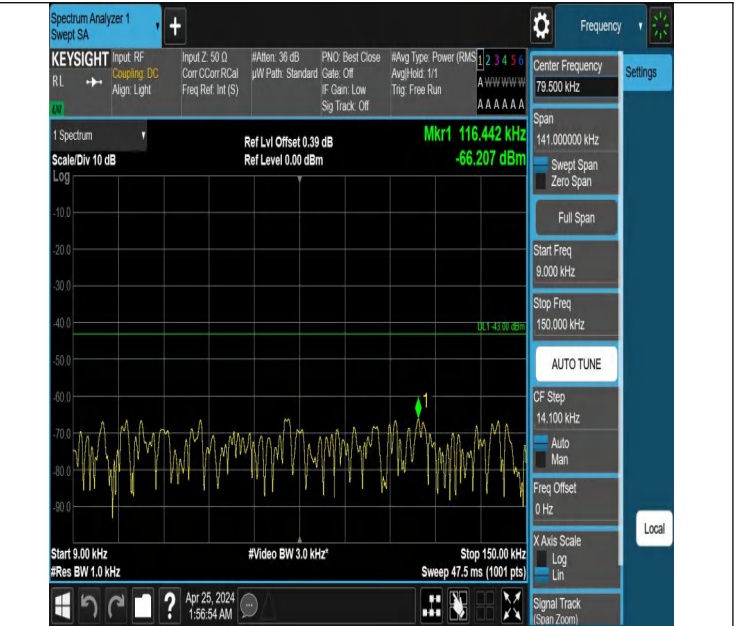 Spectrum Analyzer 1
Swept SA
+
Frequency
KEYSIGHT
RL
Input: RF
Coupling: DC
Align: Light
Input Z: 50 Ω
Corr CCorr RCal
Freq Ref: Int (S)
#Atten: 36 dB
µW Path: Standard
PNO: Best Close
Gate: Off
IF Gain: Low
Sig Track: Off
#Avg Type: Power (RMS
Avg|Hold: 1/1
Trig: Free Run
1 2 3 4 5 6
A W W W W W
A A A A A A
1 Spectrum
Scale/Div 10 dB
Log
Ref Lvl Offset 0.39 dB
Ref Level 0.00 dBm
Mkr1 116.442 kHz
-66.207 dBm
-10.0
-20.0
-30.0
-40.0
-50.0
-60.0
-70.0
-80.0
-90.0
DL1 -43.00 dBm
1
Start 9.00 kHz
#Res BW 1.0 kHz
#Video BW 3.0 kHz*
Stop 150.00 kHz
Sweep 47.5 ms (1001 pts)
Center Frequency
79.500 kHz
Settings
Span
141.000000 kHz
Swept Span
Zero Span
Full Span
Start Freq
9.000 kHz
Stop Freq
150.000 kHz
AUTO TUNE
CF Step
14.100 kHz
Auto
Man
Freq Offset
0 Hz
X Axis Scale
Log
Lin
Local
Signal Track
(Span Zoom)
?
Apr 25, 2024
1:56:54 AM